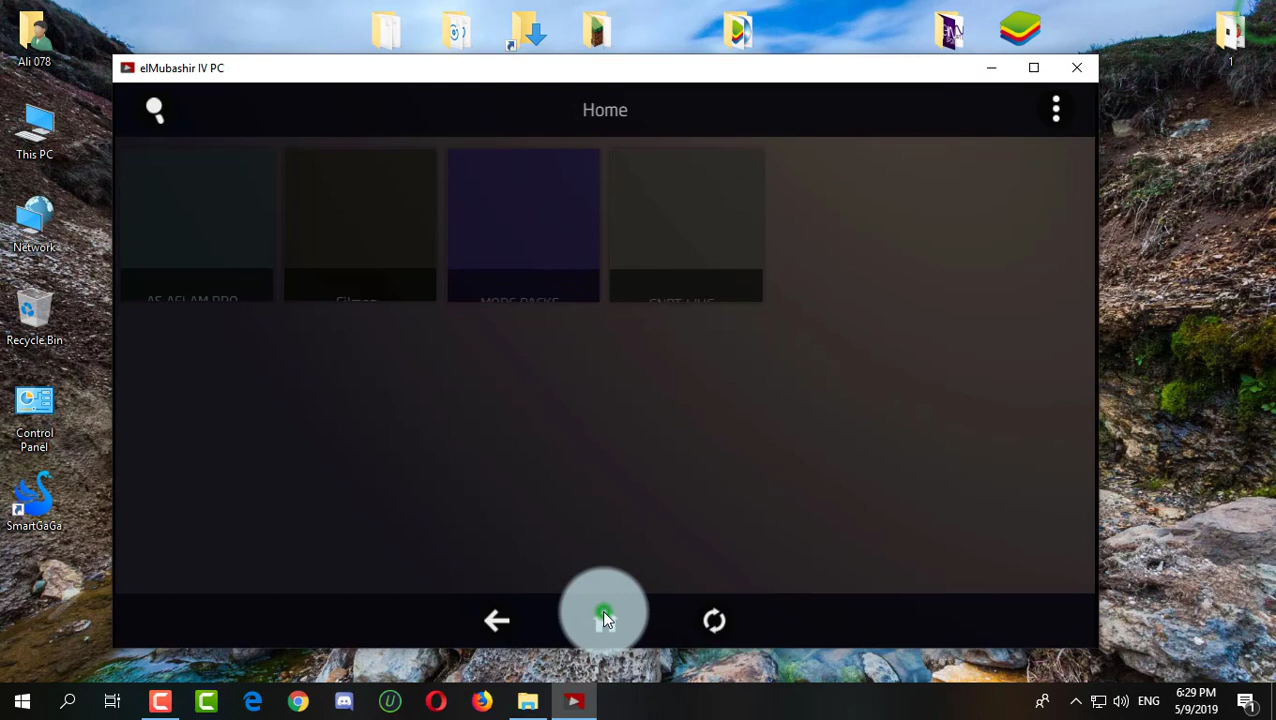 Ali 078
1
elMubashir IV PC
Home
This PC
Network
Recycle Bin
Control
Panel
SmartGaGa
ENG
6:29 PM
5/9/2019
1